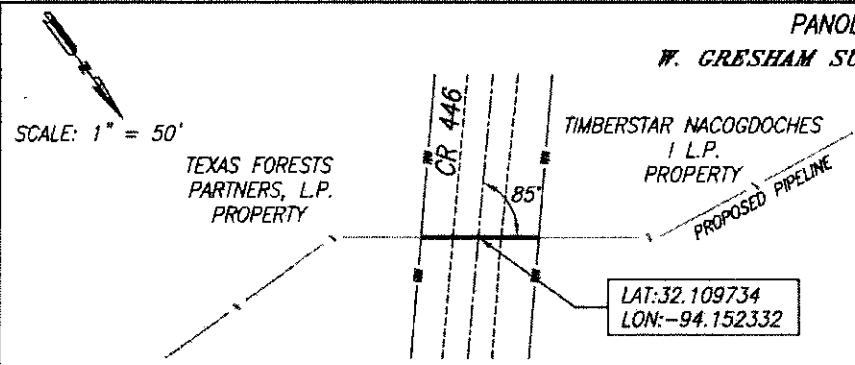 PANOL
W. GRESHAM SU
SCALE: 1" = 50'
CR 446
TEXAS FORESTS
PARTNERS, L.P.
PROPERTY
TIMBERSTAR NACOGDOCHES
I L.P.
PROPERTY
85°
PROPOSED PIPELINE
LAT:32.109734
LON:-94.152332